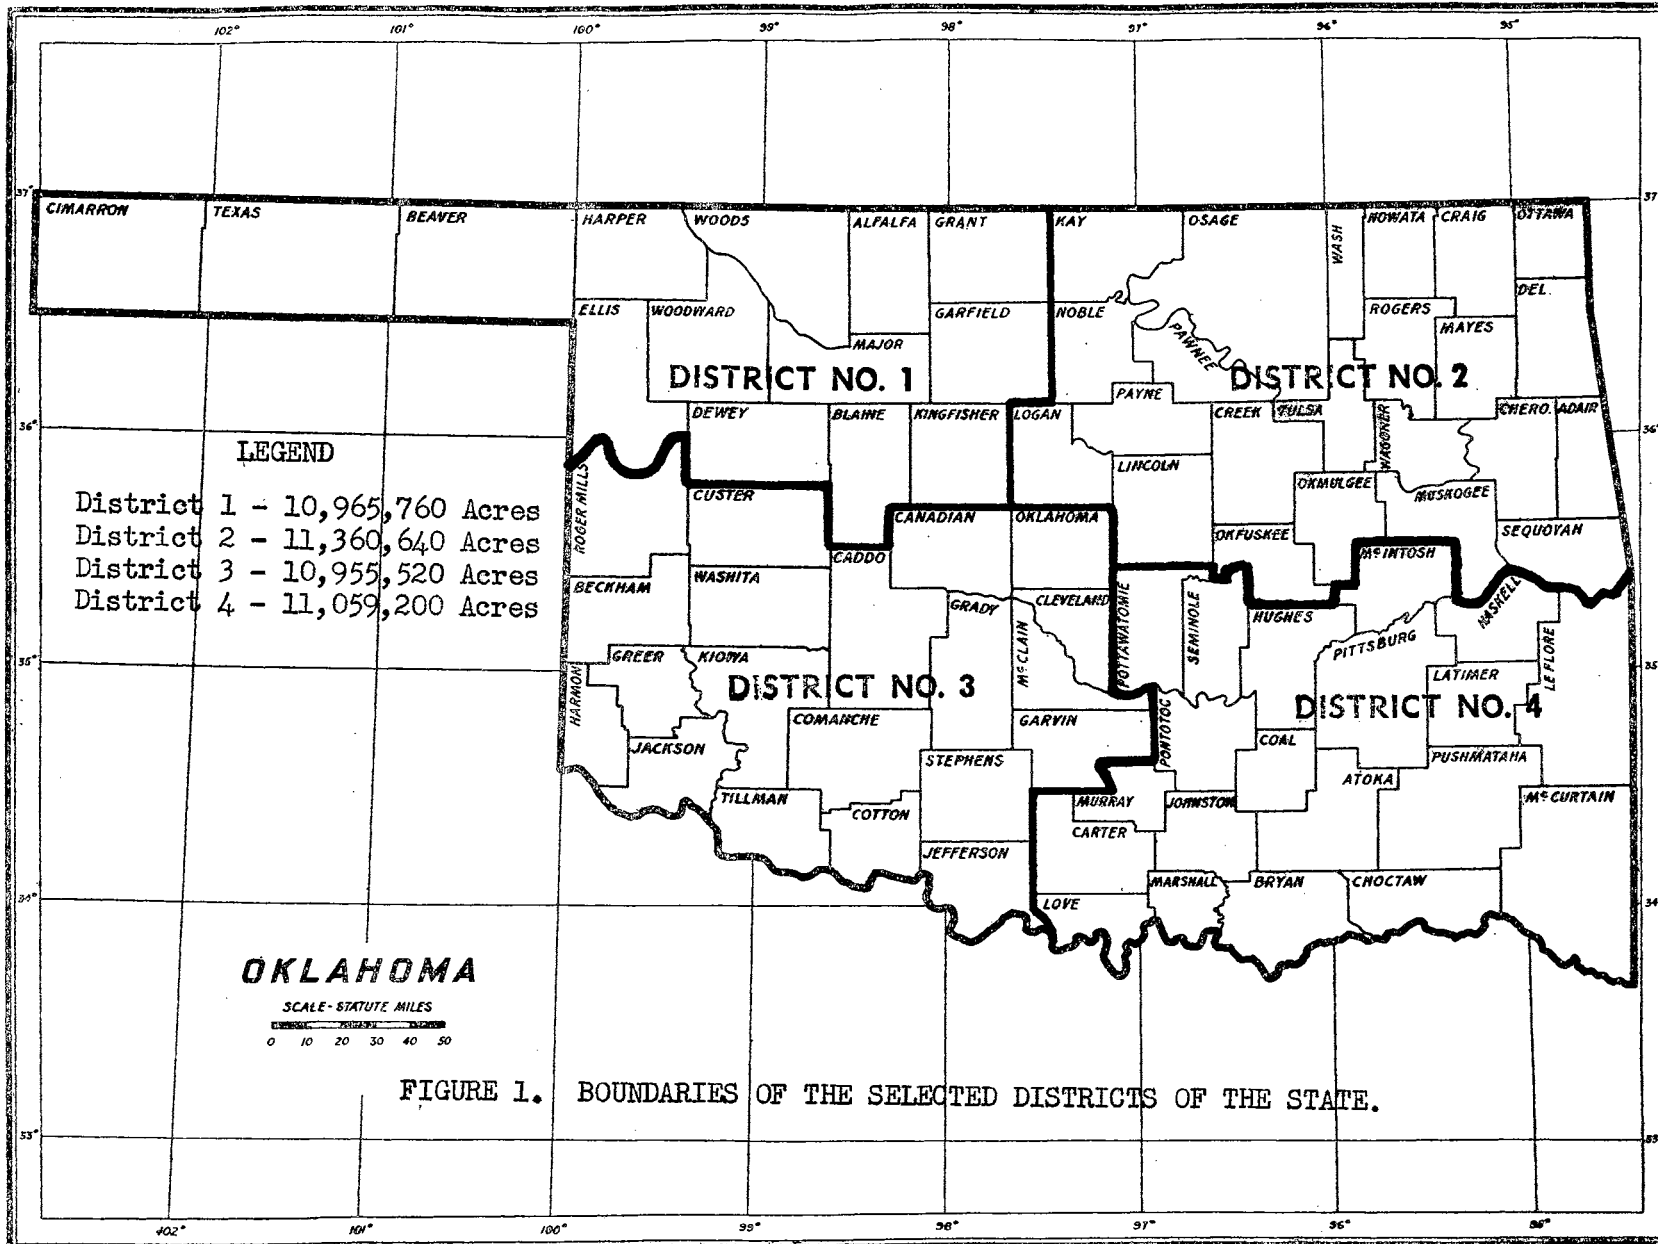 102° 101° 100° 99° 98° 97° 96° 95°
37° 37
CIMARRON TEXAS BEAVER HARPER WOODS ALFALFA GRANT KAY OSAGE WASH NOWATA CRAIG OTTAWA
DEL.
ELLIS WOODWARD GARFIELD NOBLE ROGERS
MAJOR PAWNEE MAYES
DISTRICT NO. 1 DISTRICT NO. 2
PAYNE
DEWEY BLAINE KINGFISHER LOGAN CREEK TULSA WAGONER CHERO. ADAIR
36° 36°
LEGEND
LINCOLN
ROGER MILLS CUSTER OKMULGEE MUSKOGEE
District 1 - 10,965,760 Acres
CANADIAN OKLAHOMA
District 2 - 11,360,640 Acres
OKFUSKEE SEQUOYAH
CADDO McINTOSH
District 3 - 10,955,520 Acres
BECKHAM WASHITA
District 4 - 11,059,200 Acres
GRADY CLEVELAND POTTAWATOMIE SEMINOLE HUGHES HASKELL
McCLAIN PITTSBURG LE FLORE
35° 35
GREER KIOWA
HARMON LATIMER
DISTRICT NO. 3 DISTRICT NO. 4
COMANCHE GARVIN PONTOTOC
JACKSON COAL
STEPHENS PUSHMATAHA
ATOKA
TILLMAN MURRAY JOHNSTON McCURTAIN
COTTON
CARTER
JEFFERSON
MARSHALL BRYAN CHOCTAW
34° 34
LOVE
OKLAHOMA
SCALE - STATUTE MILES
0 10 20 30 40 50
FIGURE 1. BOUNDARIES OF THE SELECTED DISTRICTS OF THE STATE.
33° 33
102° 101° 100° 99° 98° 97° 96° 95°